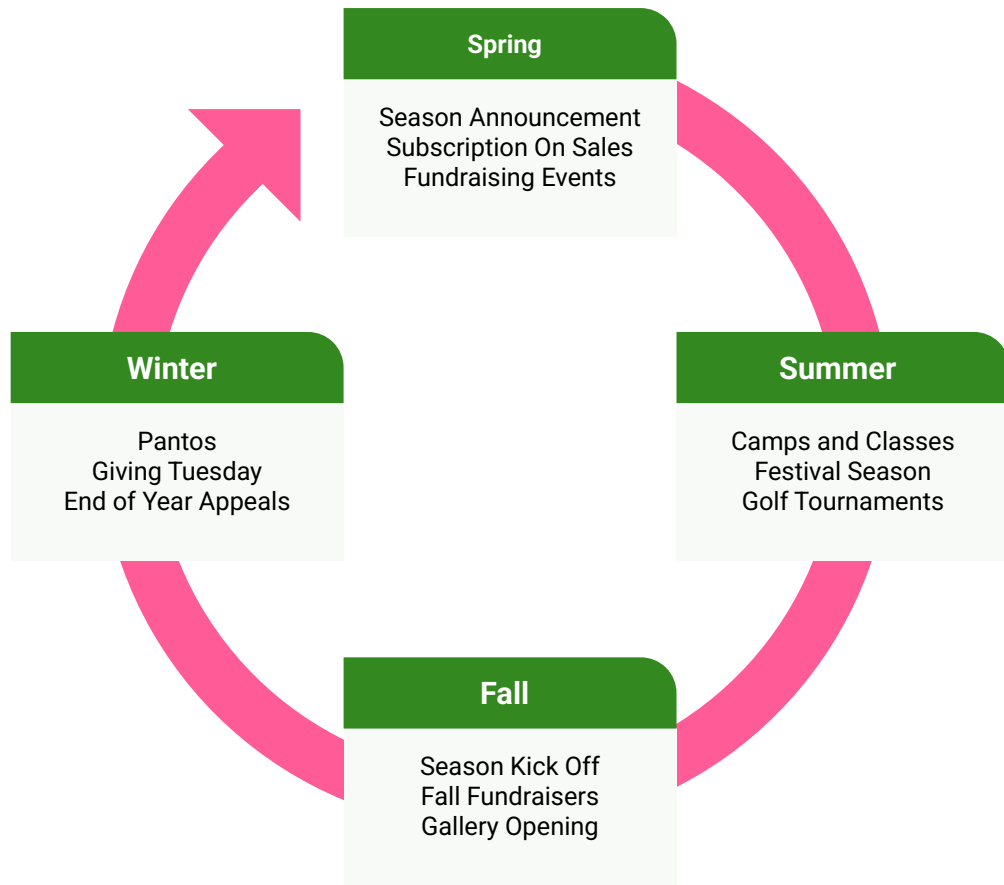 Spring
Season Announcement
Subscription On Sales
Fundraising Events
Summer
Camps and Classes
Festival Season
Golf Tournaments
Fall
Season Kick Off
Fall Fundraisers
Gallery Opening
Winter
Pantos
Giving Tuesday
End of Year Appeals